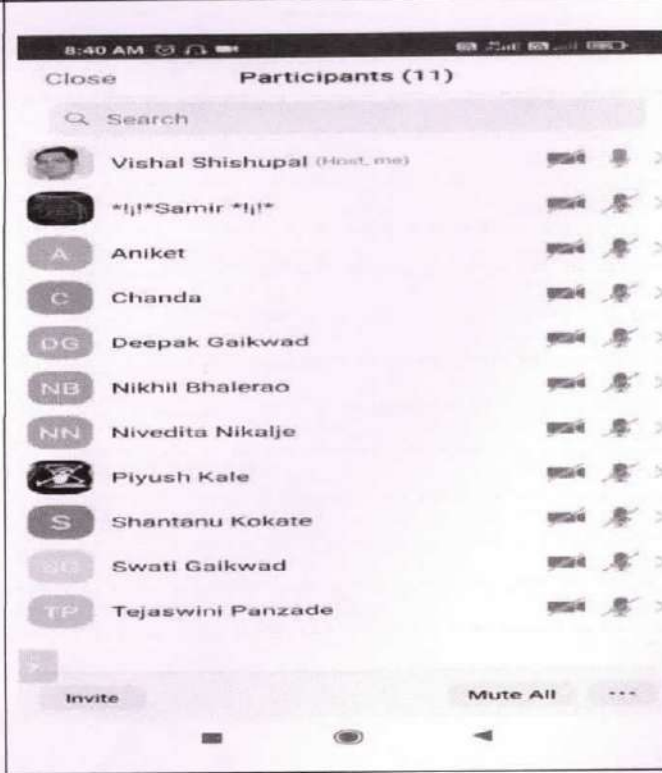 8:40 AM
Close Participants (11)
Search
Vishal Shishupal (Host, me)
*!¡!*Samir *!¡!*
A Aniket
C Chanda
DG Deepak Gaikwad
NB Nikhil Bhalerao
NN Nivedita Nikalje
Piyush Kale
S Shantanu Kokate
SG Swati Gaikwad
TP Tejaswini Panzade
Invite Mute All ...